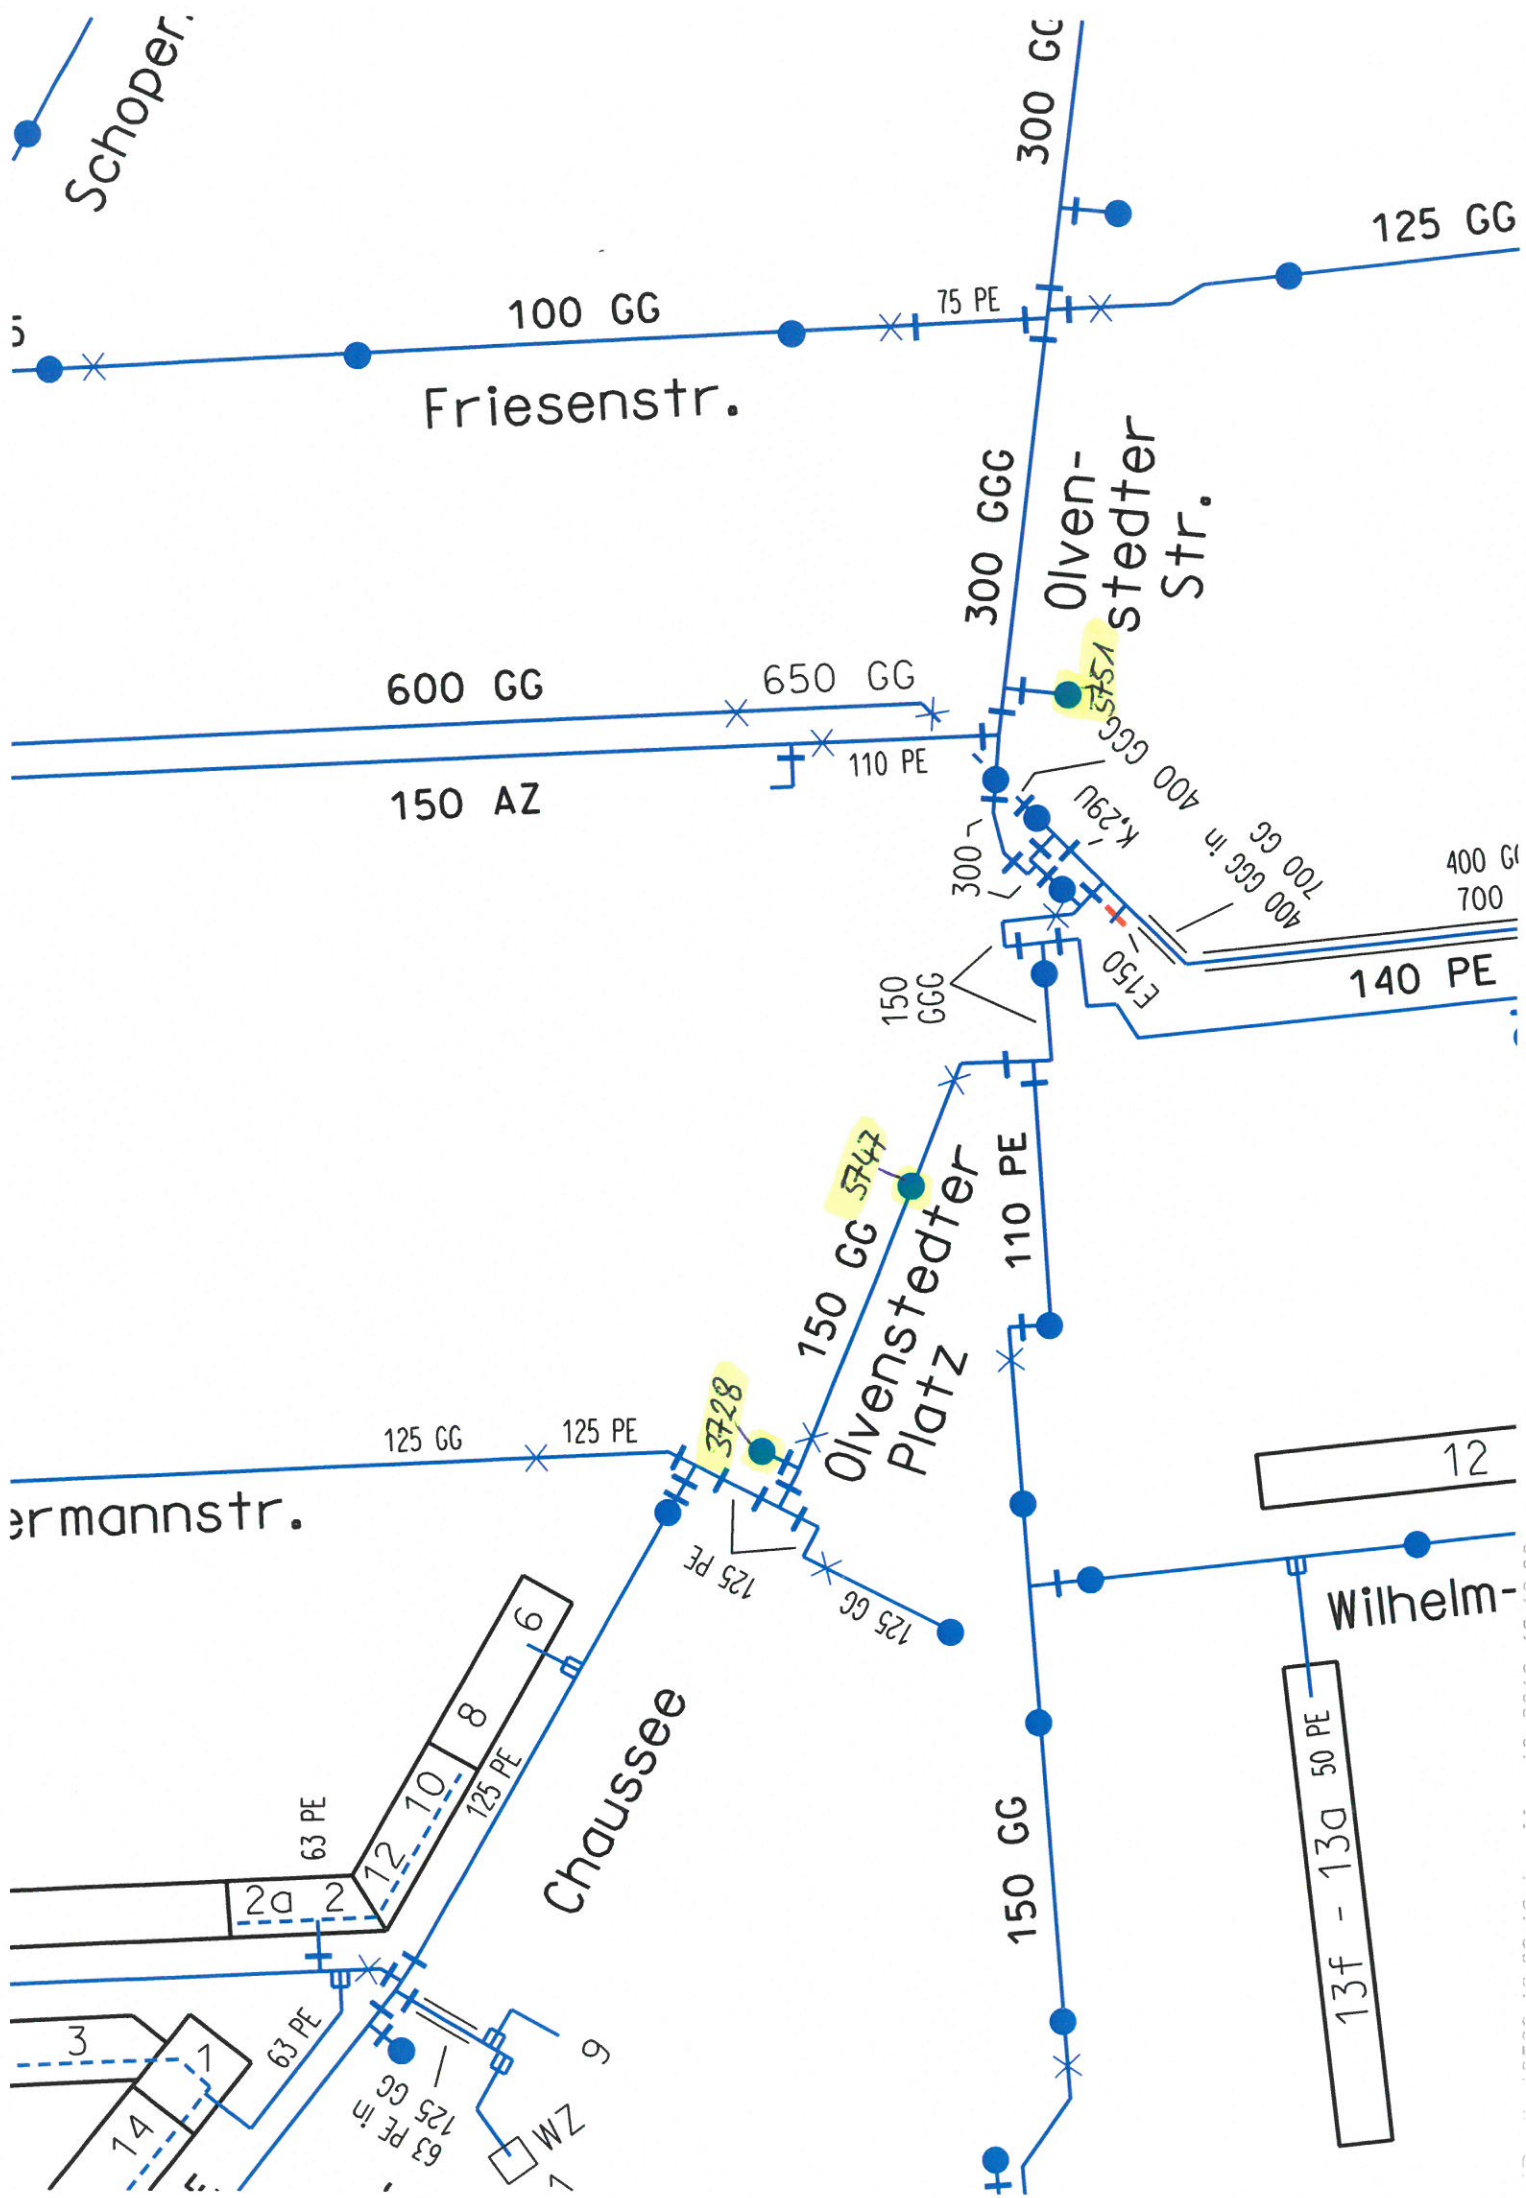 Schoper.
300 GG
125 GG
75 PE
100 GG
Friesenstr.
300 GGG
Olven-
stedter
Str.
5751
600 GG
650 GG
110 PE
150 AZ
400 GGG
K.29U
300
400 GGG in
700 GG
400 G
700
E150
140 PE
150
GGG
5747
110 PE
150 GG
Olvenstedter
Platz
3728
125 GG
125 PE
ermannstr.
125 PE
125 GG
12
Wilhelm-
6
8
10
12
125 PE
63 PE
2a
2
Chaussee
150 GG
50 PE
13f - 13a
3
1
14
63 PE
63 PE in
125 GG
9
WZ
1